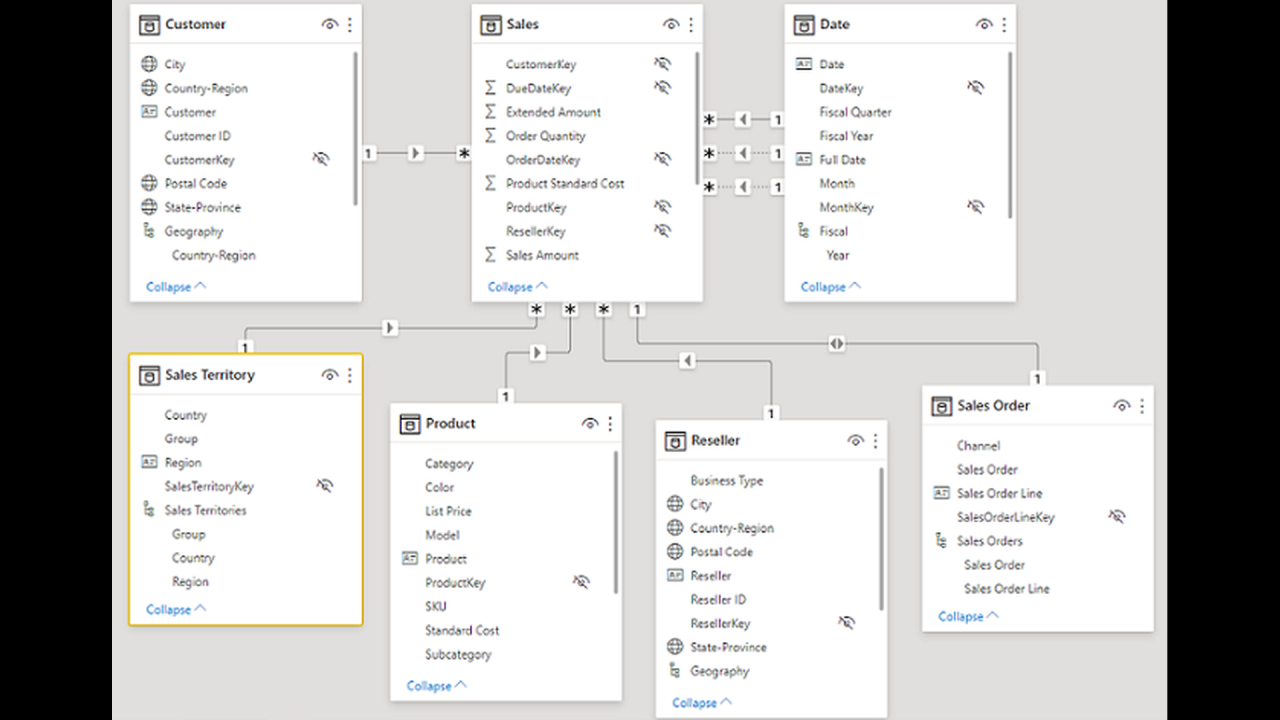 Customer
City
Country-Region
Customer
Customer ID
CustomerKey
Postal Code
State-Province
Geography
Country-Region
Collapse
Sales
CustomerKey
DueDateKey
Extended Amount
Order Quantity
OrderDateKey
Product Standard Cost
ProductKey
ResellerKey
Sales Amount
Collapse
Date
Date
DateKey
Fiscal Quarter
Fiscal Year
Full Date
Month
MonthKey
Fiscal
Year
Collapse
1
*
* 1
* 1
* 1
* * * 1
1
1
1
1
Sales Territory
Country
Group
Region
SalesTerritoryKey
Sales Territories
Group
Country
Region
Collapse
Product
Category
Color
List Price
Model
Product
ProductKey
SKU
Standard Cost
Subcategory
Collapse
Reseller
Business Type
City
Country-Region
Postal Code
Reseller
Reseller ID
ResellerKey
State-Province
Geography
Collapse
Sales Order
Channel
Sales Order
Sales Order Line
SalesOrderLineKey
Sales Orders
Sales Order
Sales Order Line
Collapse